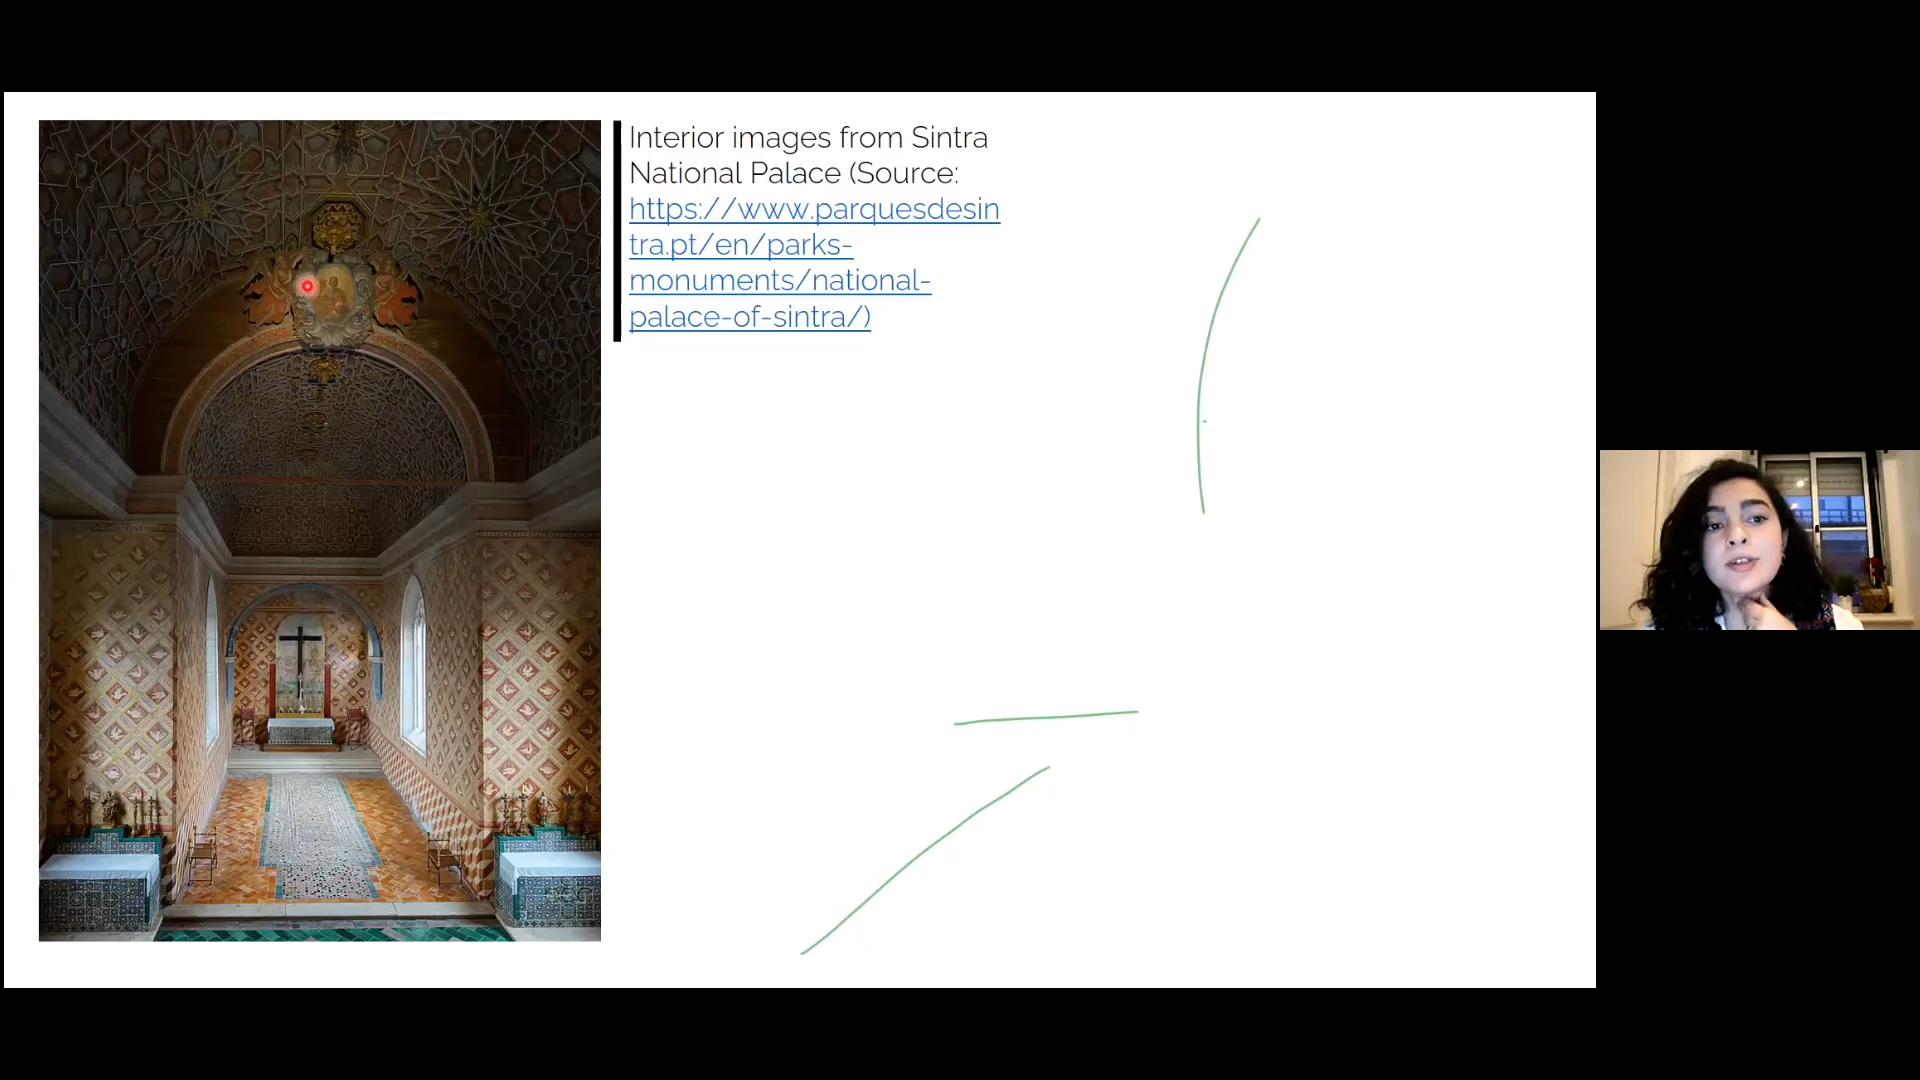 Interior images from Sintra
National Palace (Source:
https://www.parquesdesin
tra.pt/en/parks-
monuments/national-
palace-of-sintra/)